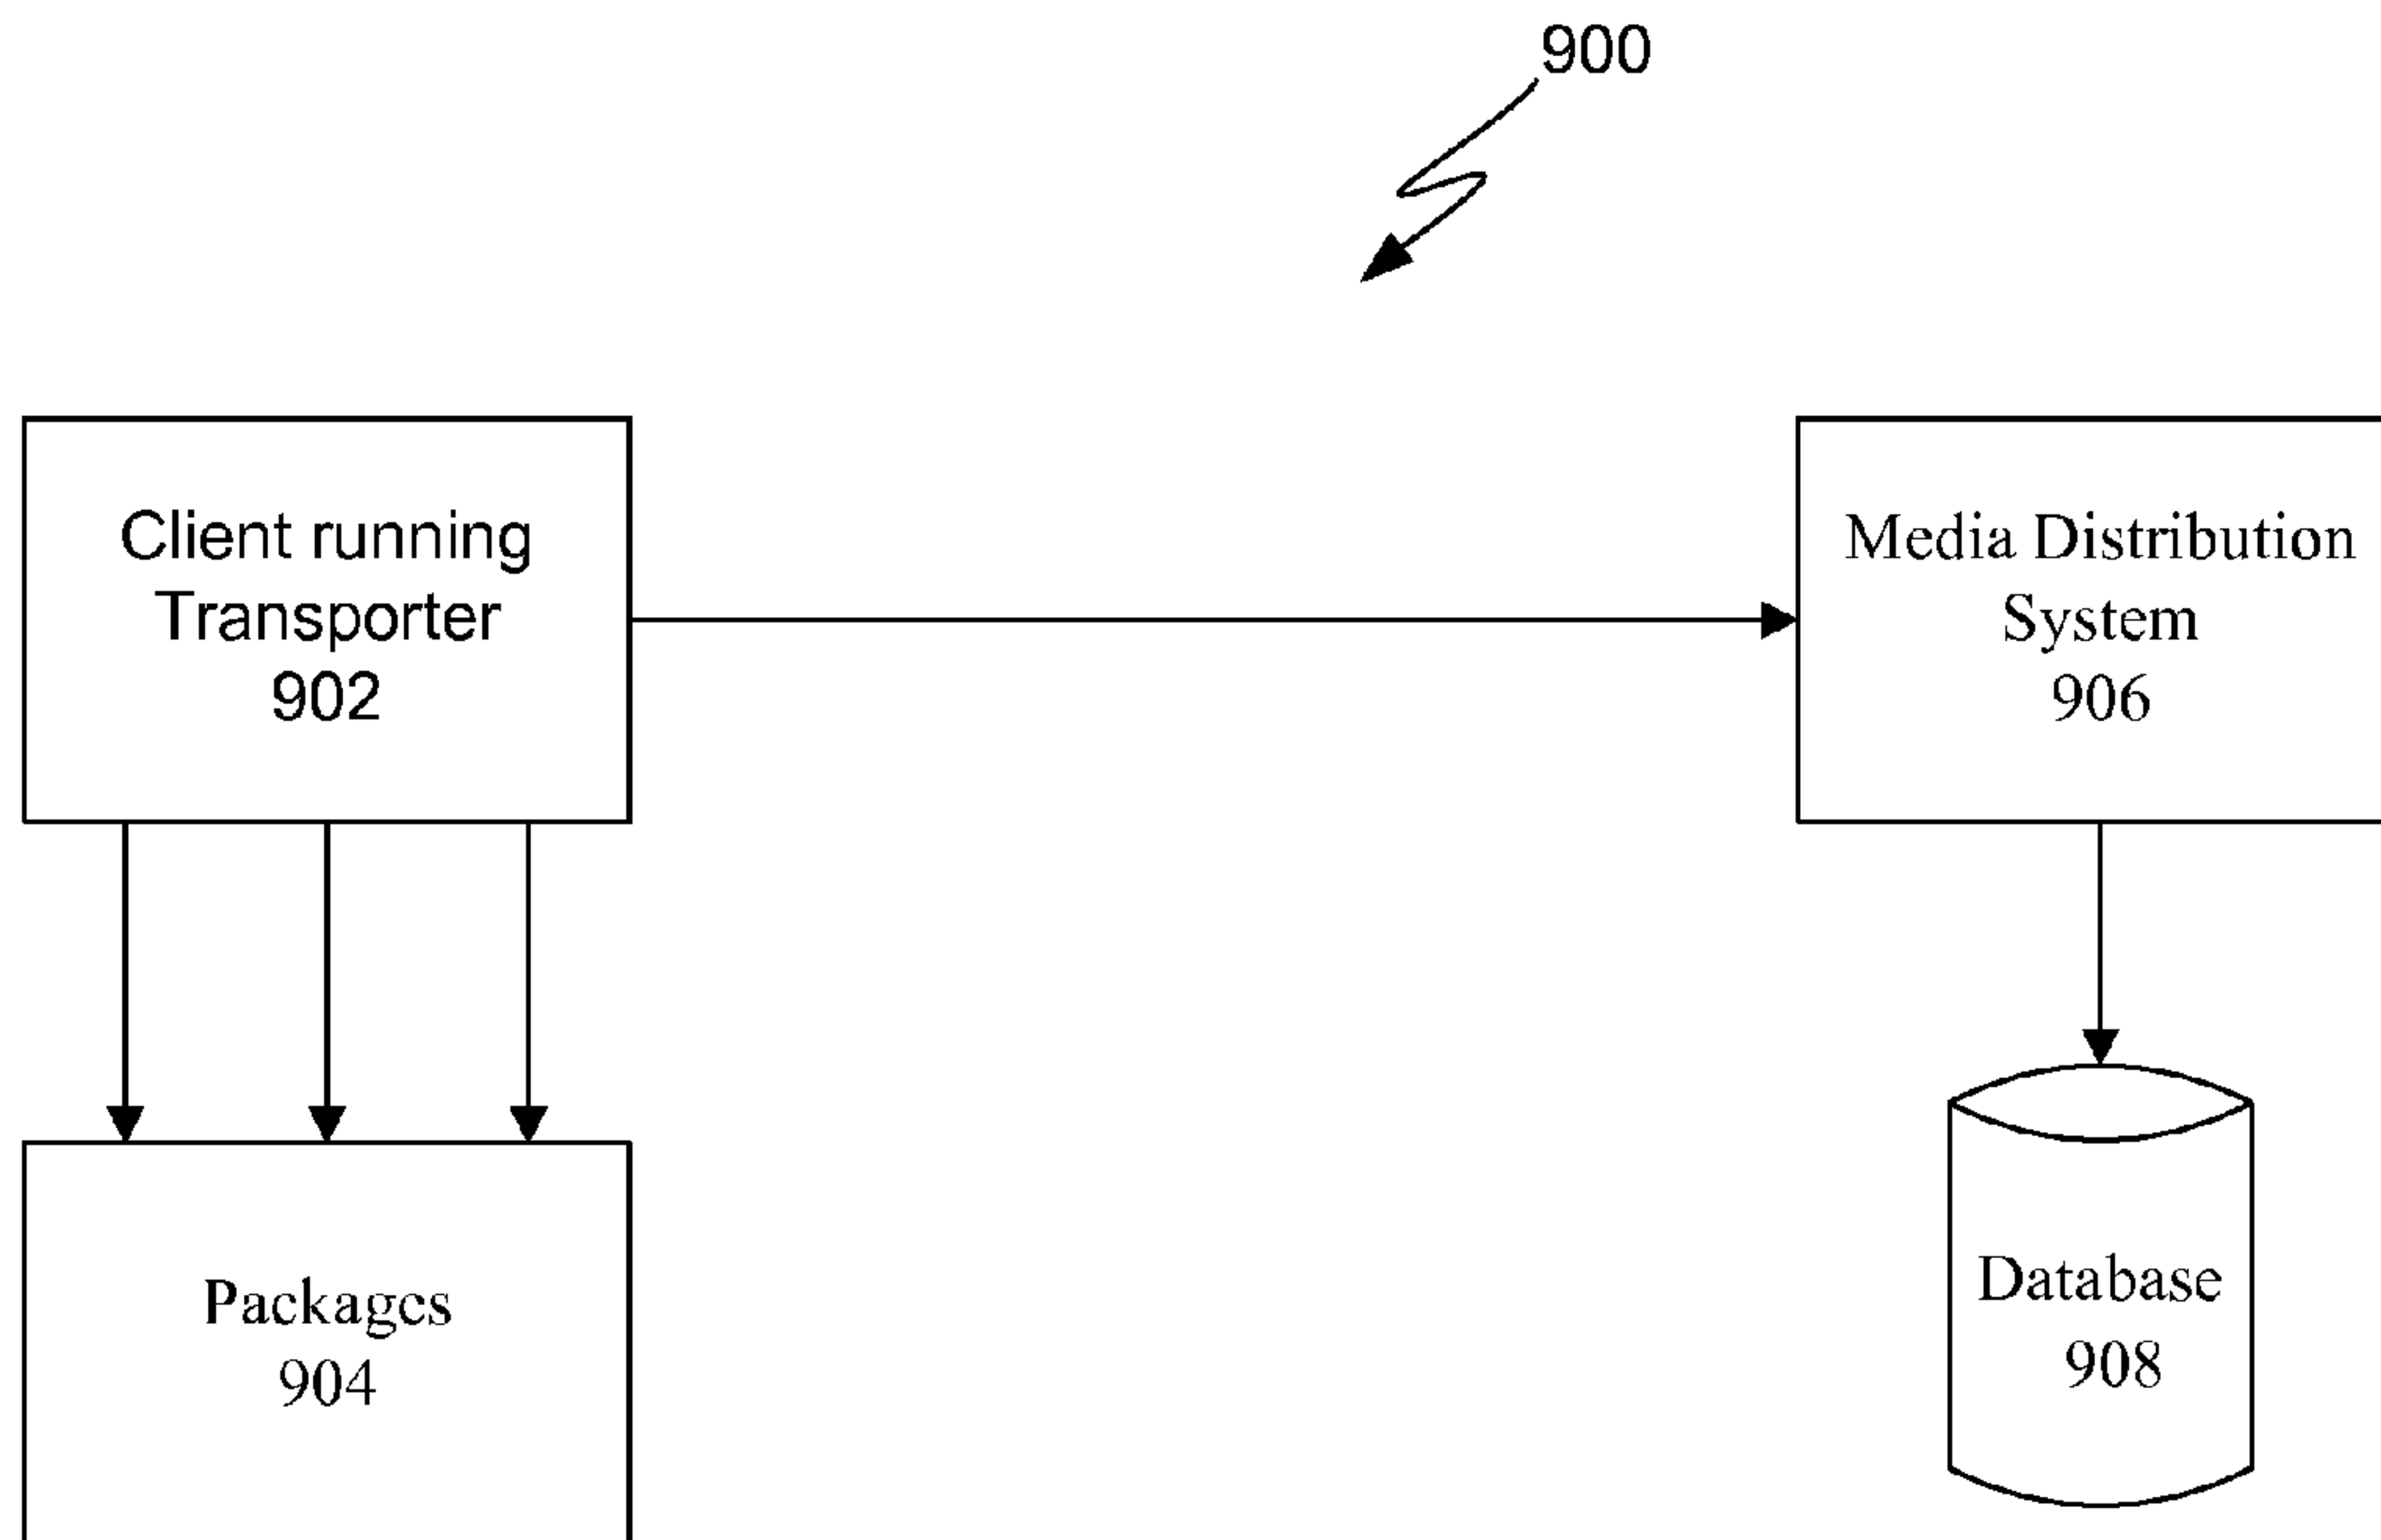 900
Client running
Transporter
902
Media Distribution
System
906
Packages
904
Database
908